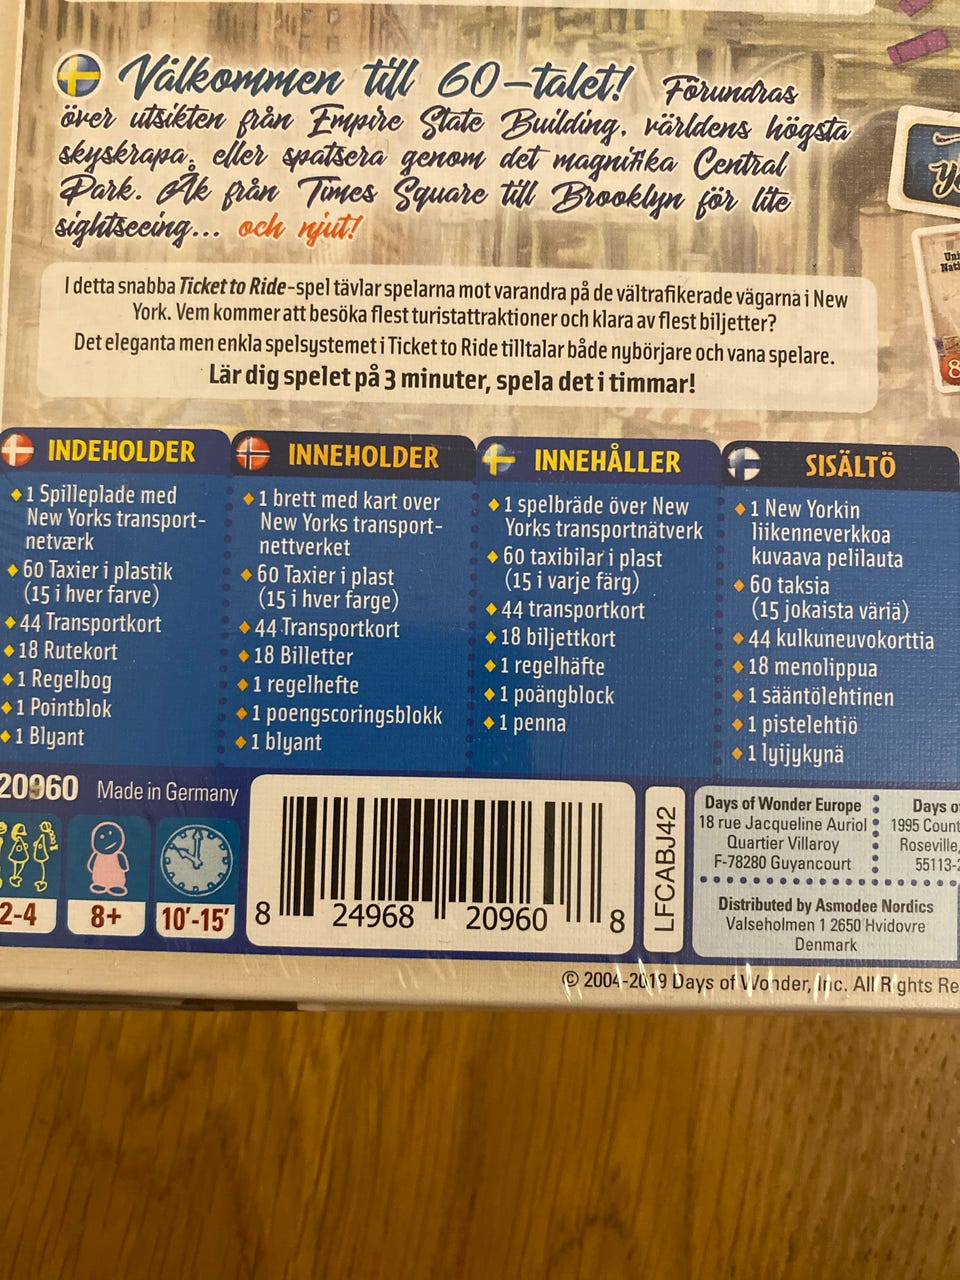 Välkommen till 60-talet! Förundras
över utsikten från Empire State Building, världens högsta
skyskrapa, eller spatsera genom det magnifika Central
Park. Åk från Times Square till Brooklyn för lite
sightseeing... och njut!
I detta snabba Ticket to Ride-spel tävlar spelarna mot varandra på de vältrafikerade vägarna i New
York. Vem kommer att besöka flest turistattraktioner och klara av flest biljetter?
Det eleganta men enkla spelsystemet i Ticket to Ride tilltalar både nybörjare och vana spelare.
Lär dig spelet på 3 minuter, spela det i timmar!
INDEHOLDER
1 Spilleplade med
New Yorks transport-
netværk
60 Taxier i plastik
(15 i hver farve)
44 Transportkort
18 Rutekort
1 Regelbog
1 Pointblok
1 Blyant
INNEHOLDER
1 brett med kart over
New Yorks transport-
nettverket
60 Taxier i plast
(15 i hver farge)
44 Transportkort
18 Billetter
1 regelhefte
1 poengscoringsblokk
1 blyant
INNEHÅLLER
1 spelbräde över New
Yorks transportnätverk
60 taxibilar i plast
(15 i varje färg)
44 transportkort
18 biljettkort
1 regelhäfte
1 poängblock
1 penna
SISÄLTÖ
1 New Yorkin
liikenneverkkoa
kuvaava pelilauta
60 taksia
(15 jokaista väriä)
44 kulkuneuvokorttia
18 menolippua
1 sääntölehtinen
1 pistelehtiö
1 lyijykynä
20960 Made in Germany
2-4
8+
10'-15'
8 24968 20960 8
LFCABJ42
Days of Wonder Europe
18 rue Jacqueline Auriol
Quartier Villaroy
F-78280 Guyancourt
Days o
1995 Count
Roseville,
55113-2
Distributed by Asmodee Nordics
Valseholmen 1 2650 Hvidovre
Denmark
© 2004-2019 Days of Wonder, Inc. All Rights Re
Uni
Nati
8